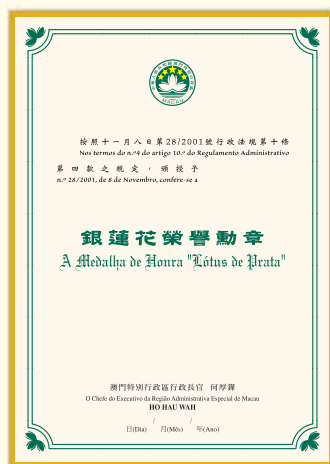 MACAU
按照十一月八日第28/2001號行政法規第十條
Nos termos do n.º4 do artigo 10.º do Regulamento Administrativo
第四款之規定，頒授予
n.º 28/2001, de 8 de Novembro, confere-se a
銀蓮花榮譽勳章
A Medalha de Honra "Lótus de Prata"
澳門特別行政區行政長官 何厚鏵
O Chefe do Executivo da Região Administrativa Especial de Macau
HO HAU WAH
/ /
日(Dia) 月(Mês) 年(Ano)